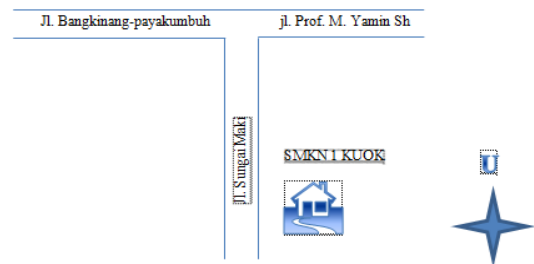 Jl. Bangkinang-payakumbuh
jl. Prof. M. Yamin Sh
Jl. Sungai Maki
SMKN 1 KUOK
U